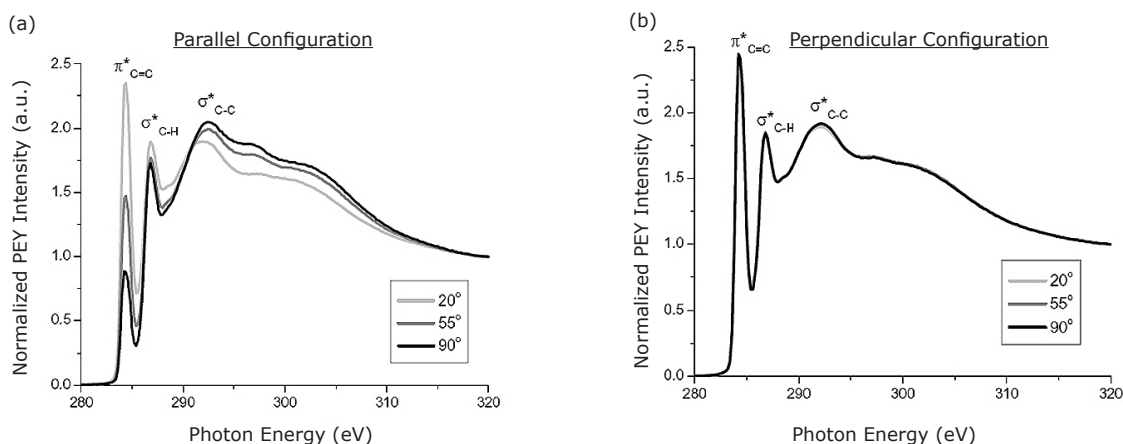 (a)
Parallel Configuration
π*C=C
σ*C-H
σ*C-C
Normalized PEY Intensity (a.u.)
2.5
2.0
1.5
1.0
0.5
0.0
20°
55°
90°
280
290
300
310
320
Photon Energy (eV)
(b)
Perpendicular Configuration
π*C=C
σ*C-H
σ*C-C
Normalized PEY Intensity (a.u.)
2.5
2.0
1.5
1.0
0.5
0.0
20°
55°
90°
280
290
300
310
320
Photon Energy (eV)